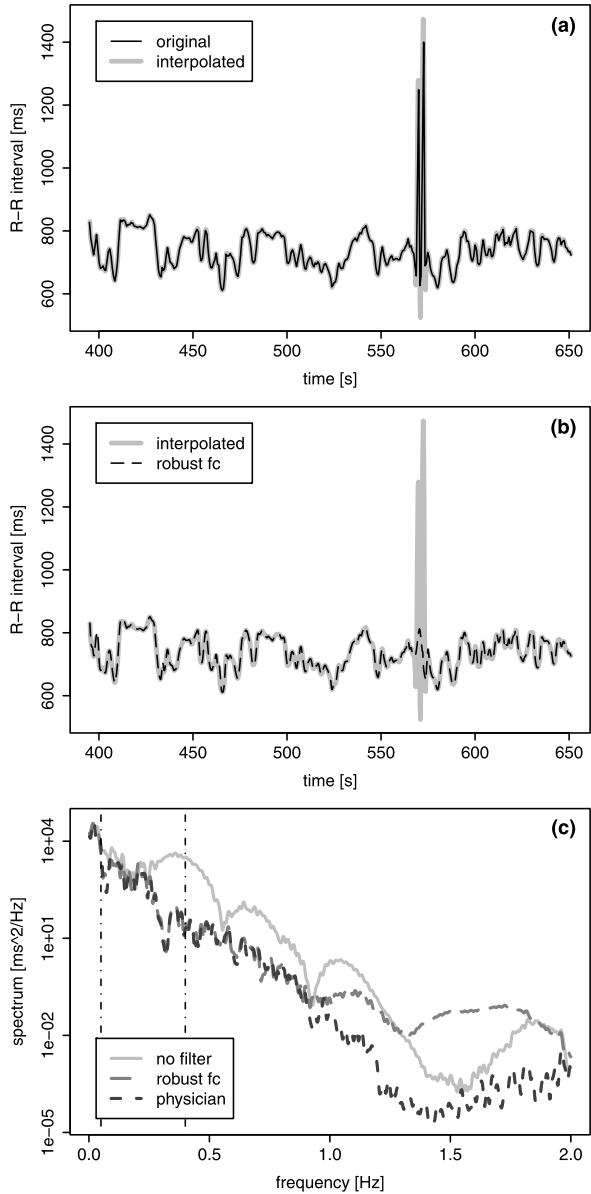 (a)
original
interpolated
R−R interval [ms]
600 800 1000 1200 1400
400 450 500 550 600 650
time [s]
(b)
interpolated
robust fc
R−R interval [ms]
600 800 1000 1200 1400
400 450 500 550 600 650
time [s]
(c)
spectrum [ms^2/Hz]
1e−05 1e−02 1e+01 1e+04
no filter
robust fc
physician
0.0 0.5 1.0 1.5 2.0
frequency [Hz]